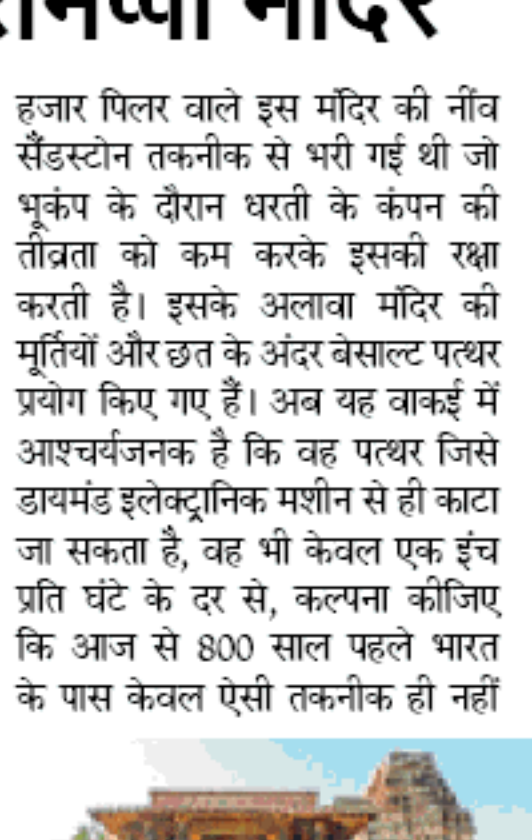 रामप्पा मंदिर
हजार पिलर वाले इस मंदिर की नींव
सैंडस्टोन तकनीक से भरी गई थी जो
भूकंप के दौरान धरती के कंपन की
तीव्रता को कम करके इसकी रक्षा
करती है। इसके अलावा मंदिर की
मूर्तियों और छत के अंदर बेसाल्ट पत्थर
प्रयोग किए गए हैं। अब यह वाकई में
आश्चर्यजनक है कि वह पत्थर जिसे
डायमंड इलेक्ट्रानिक मशीन से ही काटा
जा सकता है, वह भी केवल एक इंच
प्रति घंटे के दर से, कल्पना कीजिए
कि आज से 800 साल पहले भारत
के पास केवल ऐसी तकनीक ही नहीं